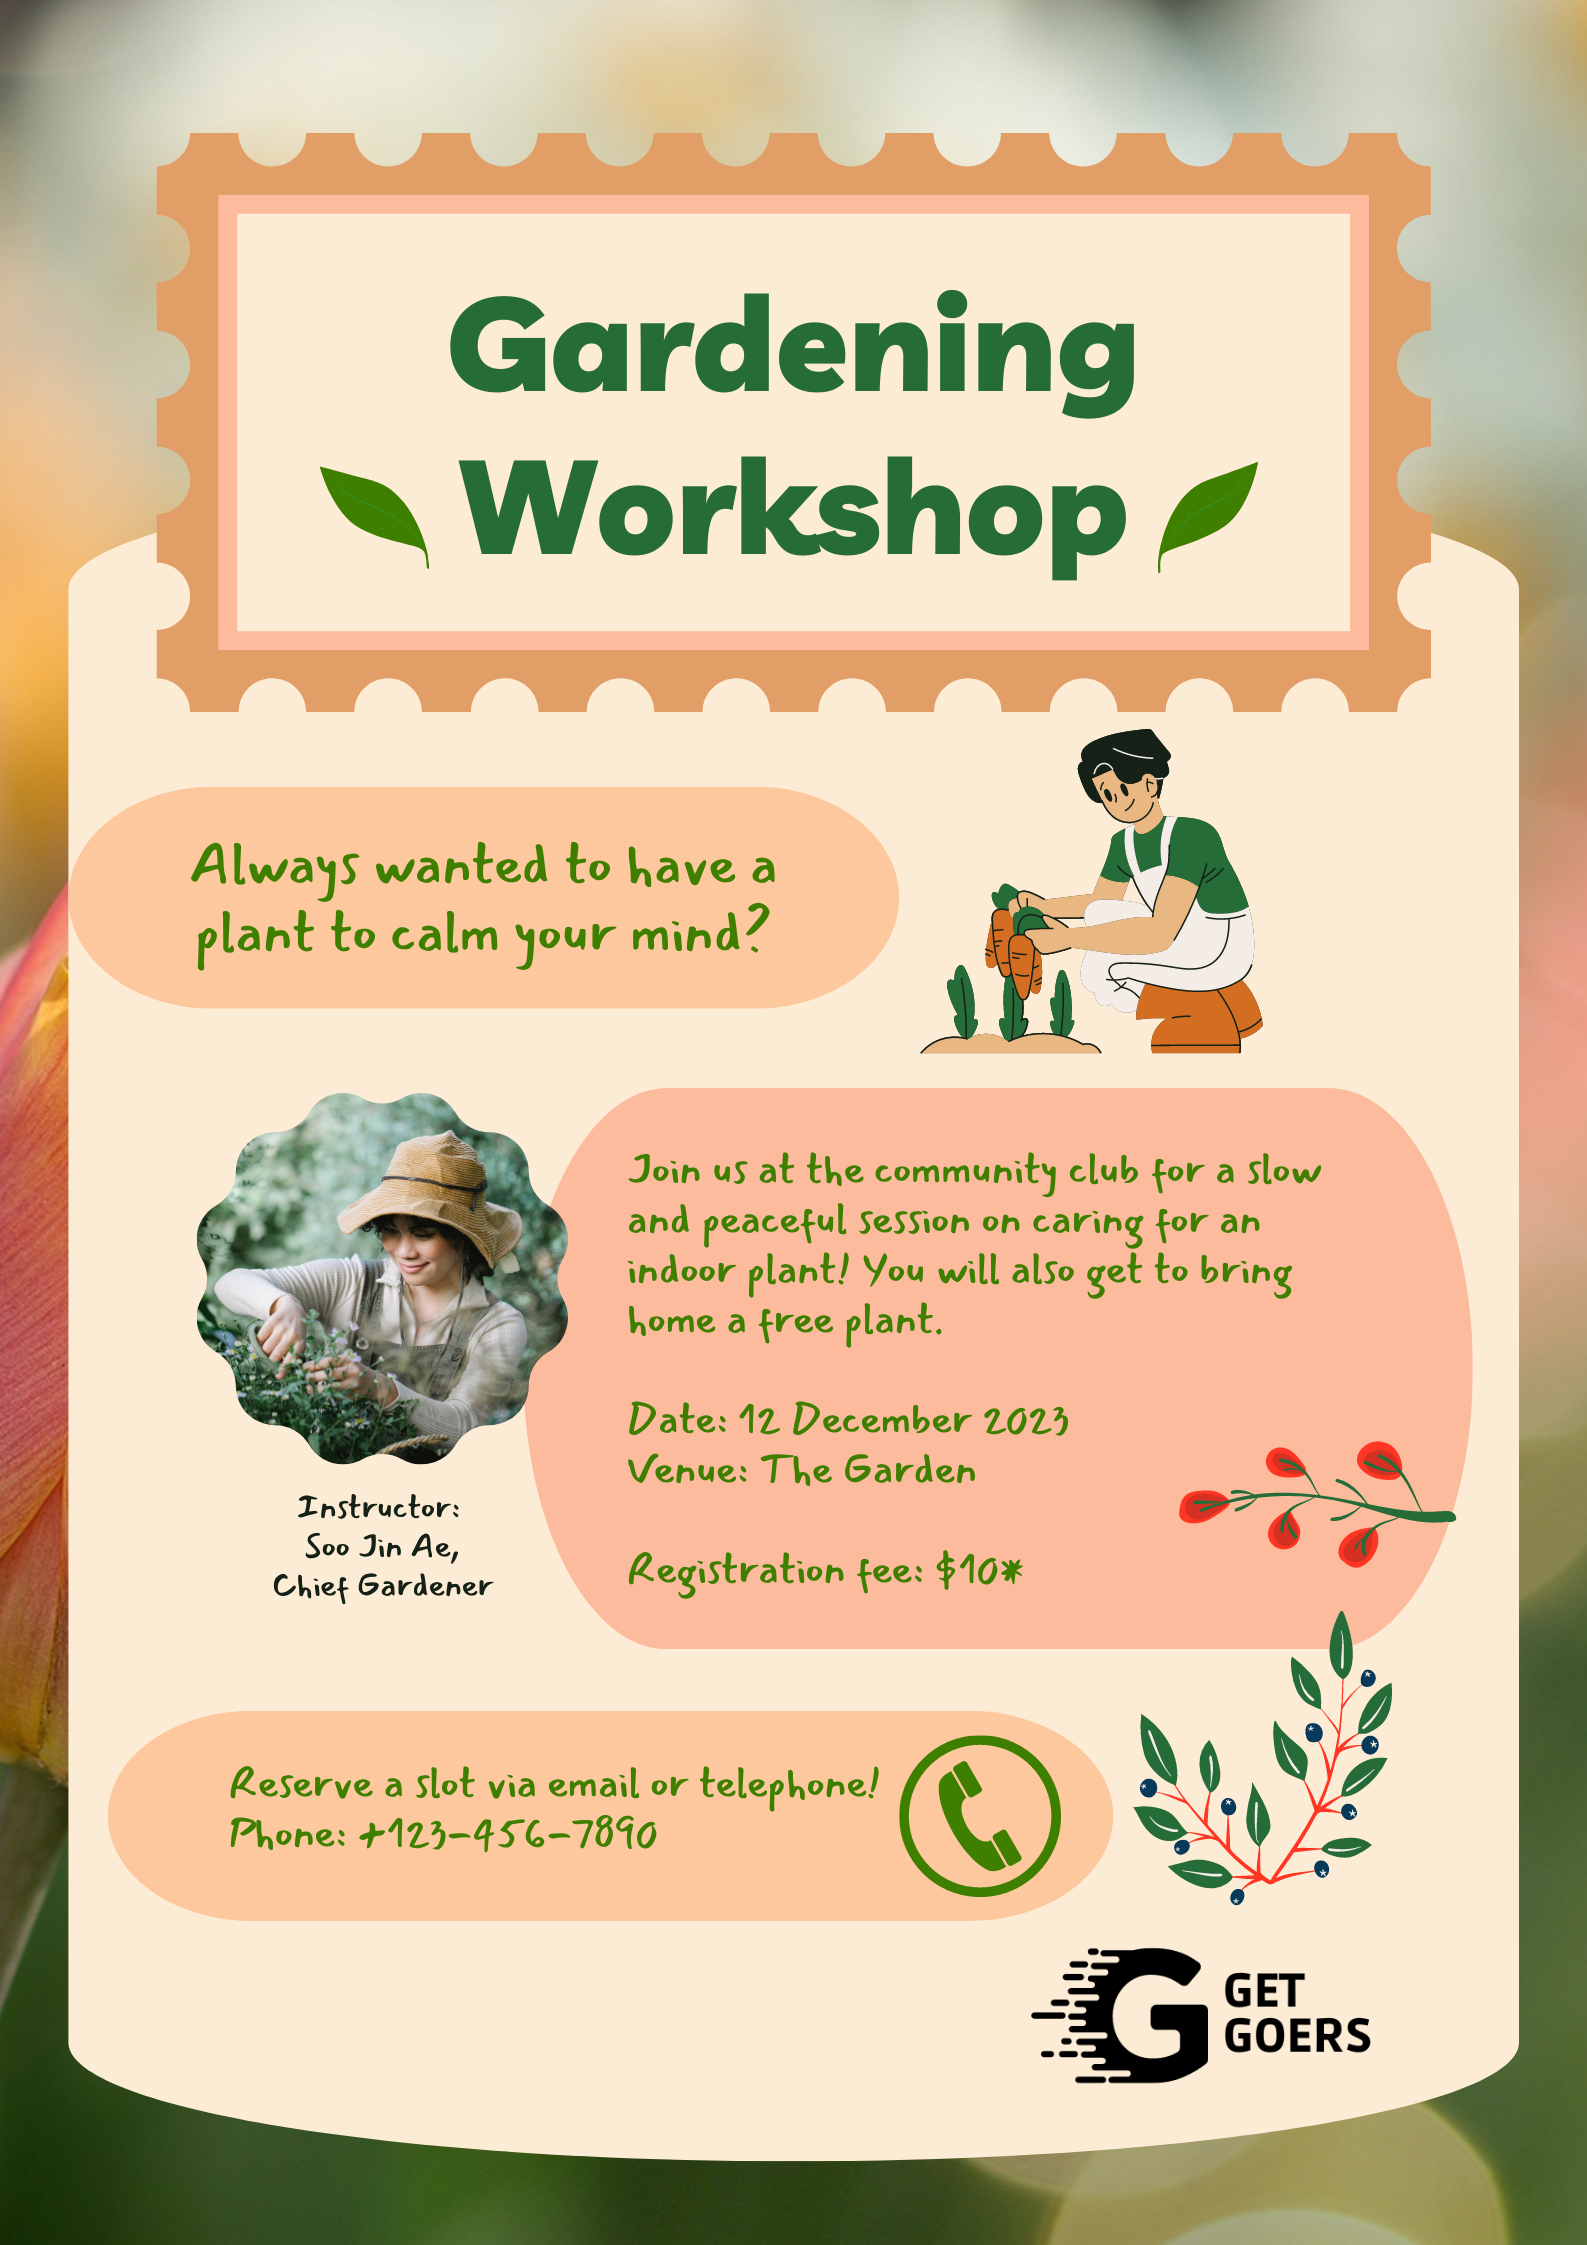 Gardening
Workshop
Always wanted to have a
plant to calm your mind?
Join us at the community club for a slow
and peaceful session on caring for an
indoor plant! You will also get to bring
home a free plant.
Date: 12 December 2023
Venue: The Garden
Registration fee: $10*
Instructor:
Soo Jin Ae,
Chief Gardener
Reserve a slot via email or telephone!
Phone: +123-456-7890
G
GET
GOERS